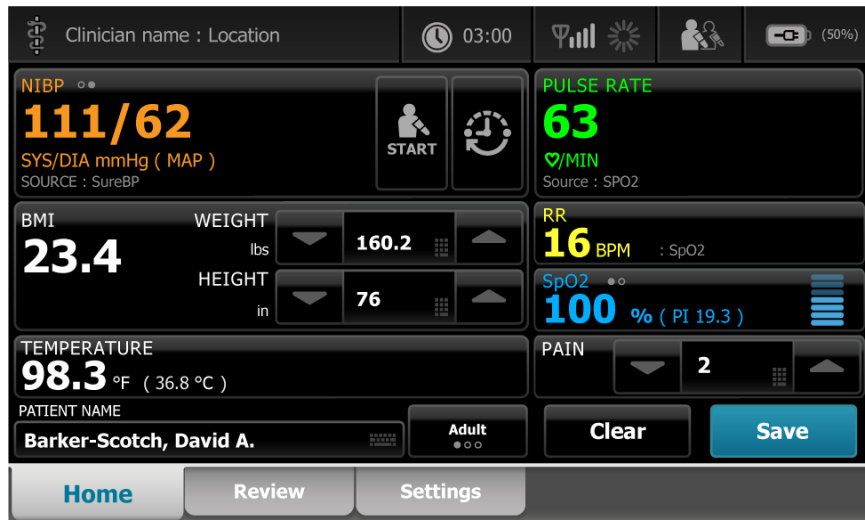 Clinician name : Location
03:00
(50%)
NIBP
111/62
SYS/DIA mmHg ( MAP )
SOURCE : SureBP
START
PULSE RATE
63
/MIN
Source : SPO2
BMI
23.4
WEIGHT
lbs
160.2
HEIGHT
in
76
RR
16 BPM : SpO2
SpO2
100 % ( PI 19.3 )
TEMPERATURE
98.3 °F ( 36.8 °C )
PAIN
2
PATIENT NAME
Barker-Scotch, David A.
Adult
Clear
Save
Home
Review
Settings